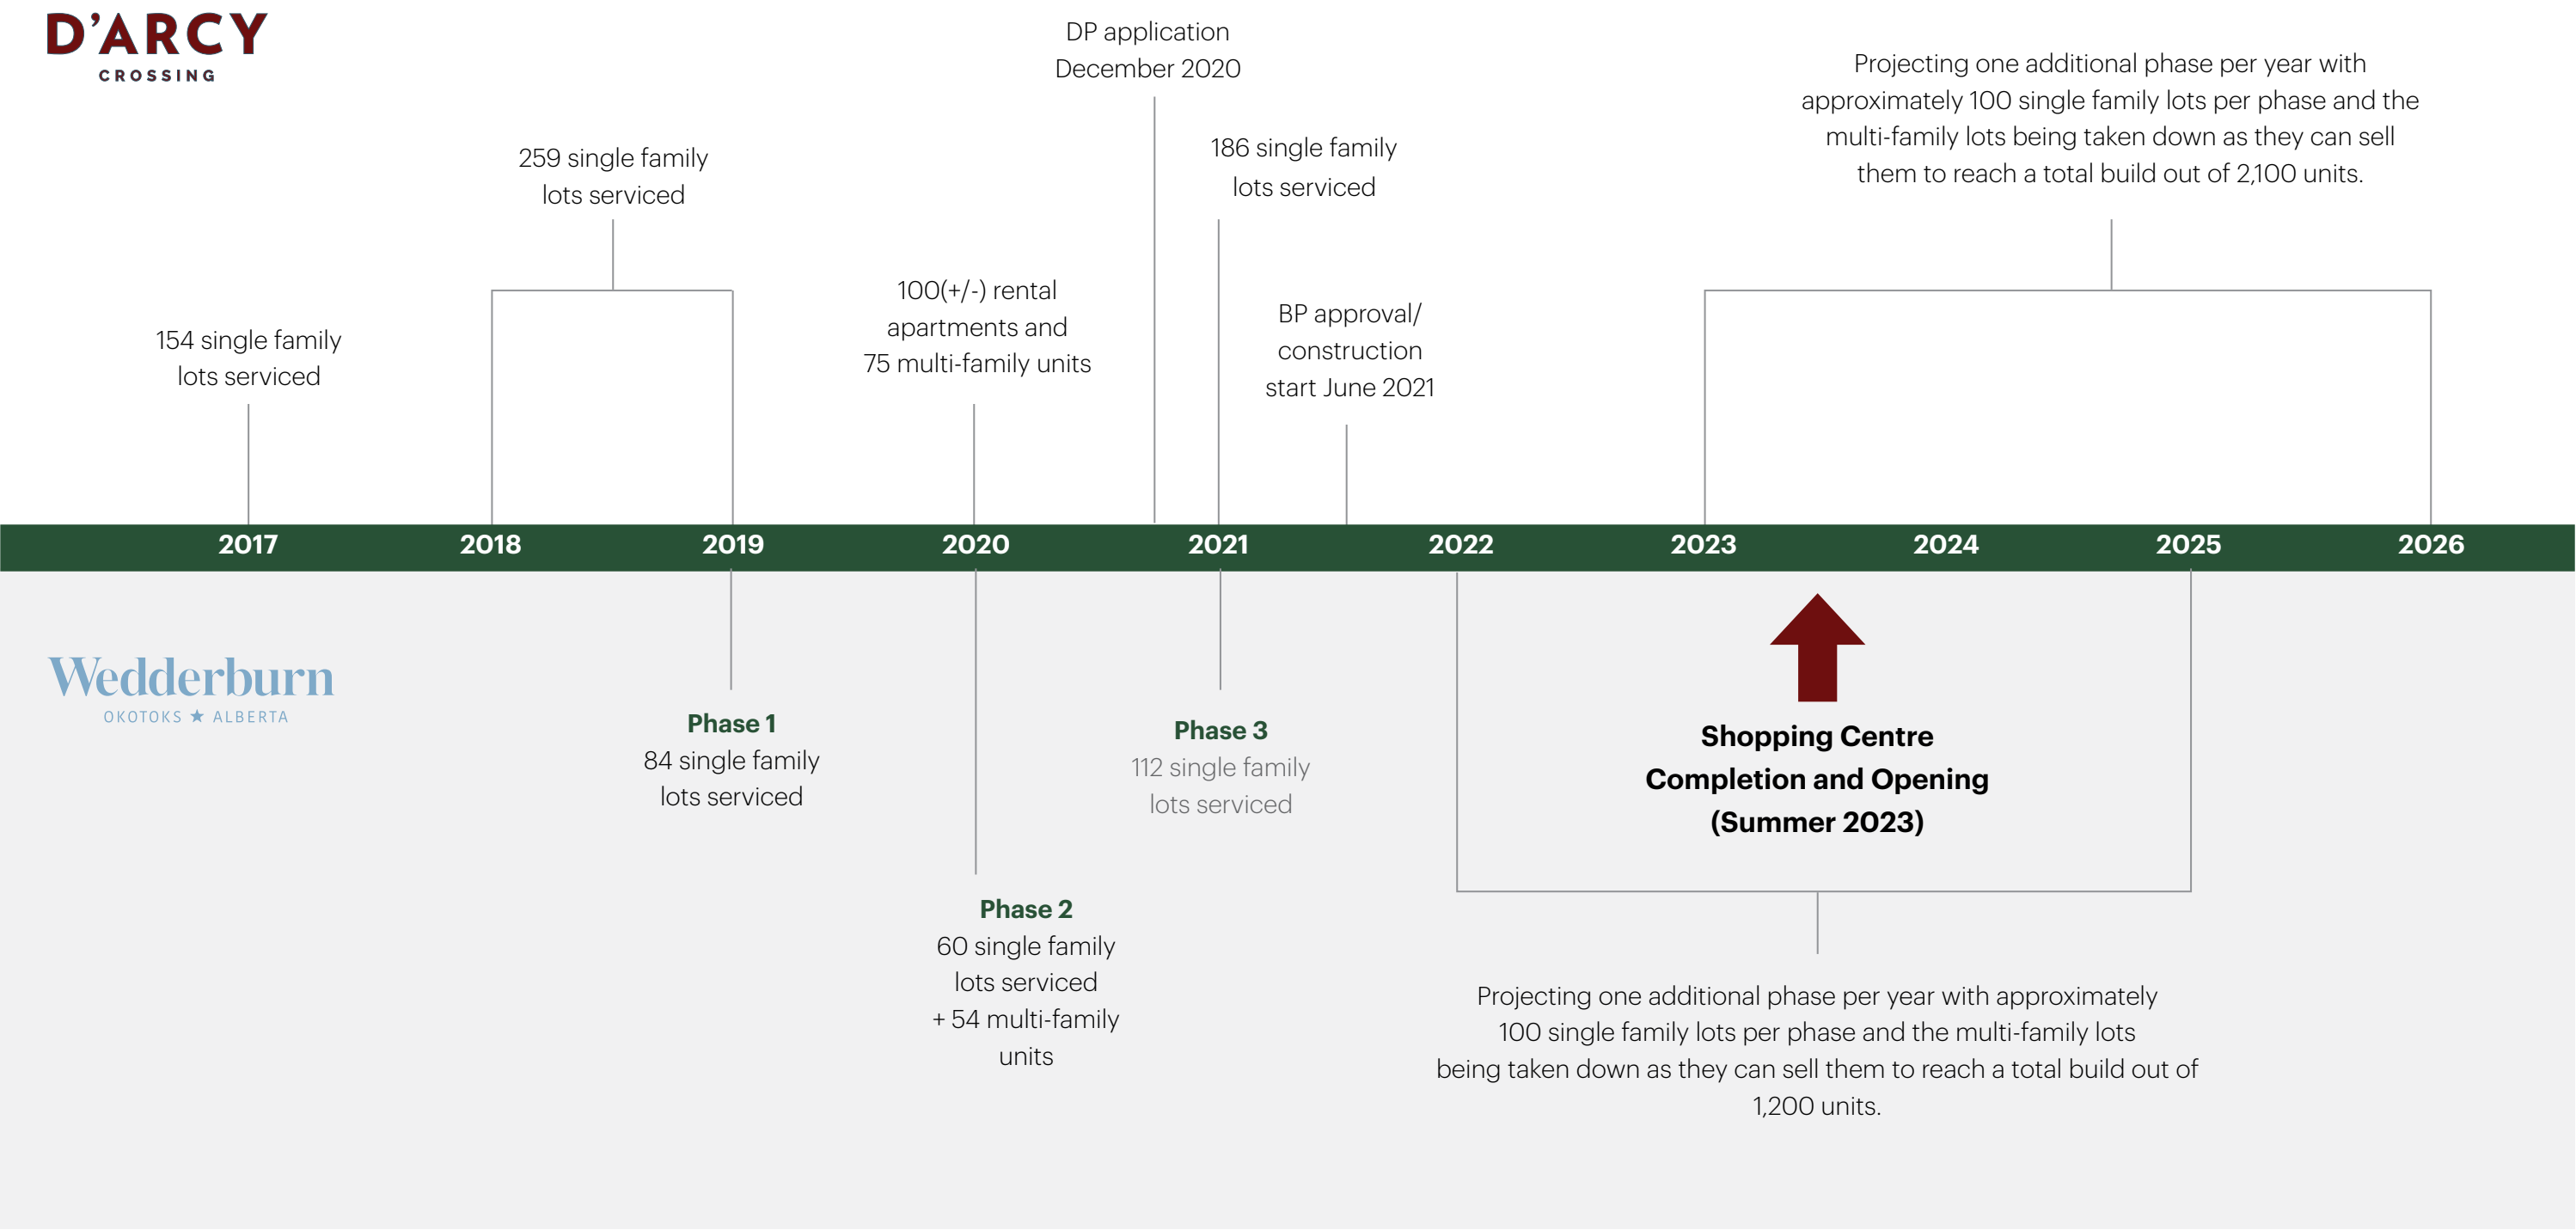 D'ARCY
CROSSING
DP application
December 2020
Projecting one additional phase per year with
approximately 100 single family lots per phase and the
multi-family lots being taken down as they can sell
them to reach a total build out of 2,100 units.
259 single family
lots serviced
186 single family
lots serviced
154 single family
lots serviced
100(+/-) rental
apartments and
75 multi-family units
BP approval/
construction
start June 2021
2017 2018 2019 2020 2021 2022 2023 2024 2025 2026
Wedderburn
OKOTOKS ★ ALBERTA
Phase 1
84 single family
lots serviced
Phase 2
60 single family
lots serviced
+ 54 multi-family
units
Phase 3
112 single family
lots serviced
Shopping Centre
Completion and Opening
(Summer 2023)
Projecting one additional phase per year with approximately
100 single family lots per phase and the multi-family lots
being taken down as they can sell them to reach a total build out of
1,200 units.